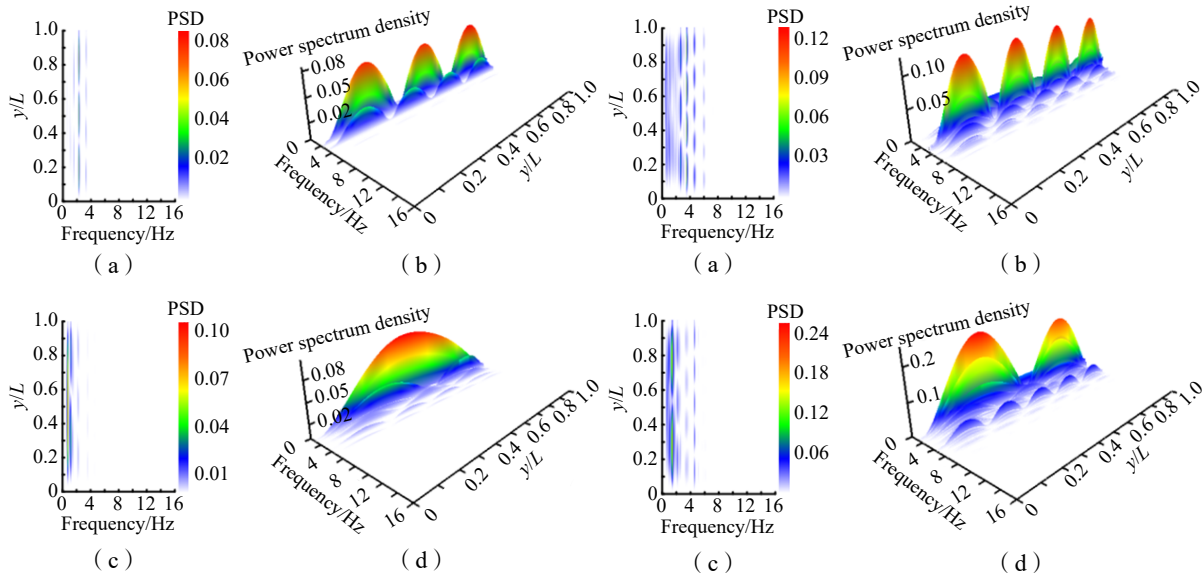 PSD
1.0
0.8
0.6
0.4
0.2
0
y/L
0 4 8 12 16
Frequency/Hz
0.08
0.06
0.04
0.02
( a )
Power spectrum density
0.08
0.05
0.02
0
4
8
12
16
Frequency/Hz
0
0.2
0.4
0.6
0.8
1.0
y/L
( b )
PSD
1.0
0.8
0.6
0.4
0.2
0
y/L
0 4 8 12 16
Frequency/Hz
0.12
0.09
0.06
0.03
( a )
Power spectrum density
0.10
0.05
0
4
8
12
16
Frequency/Hz
0
0.2
0.4
0.6
0.8
1.0
y/L
( b )
PSD
1.0
0.8
0.6
0.4
0.2
0
y/L
0 4 8 12 16
Frequency/Hz
0.10
0.07
0.04
0.01
( c )
Power spectrum density
0.08
0.05
0.02
0
4
8
12
16
Frequency/Hz
0
0.2
0.4
0.6
0.8
1.0
y/L
( d )
PSD
1.0
0.8
0.6
0.4
0.2
0
y/L
0 4 8 12 16
Frequency/Hz
0.24
0.18
0.12
0.06
( c )
Power spectrum density
0.2
0.1
0
4
8
12
16
Frequency/Hz
0
0.2
0.4
0.6
0.8
1.0
y/L
( d )